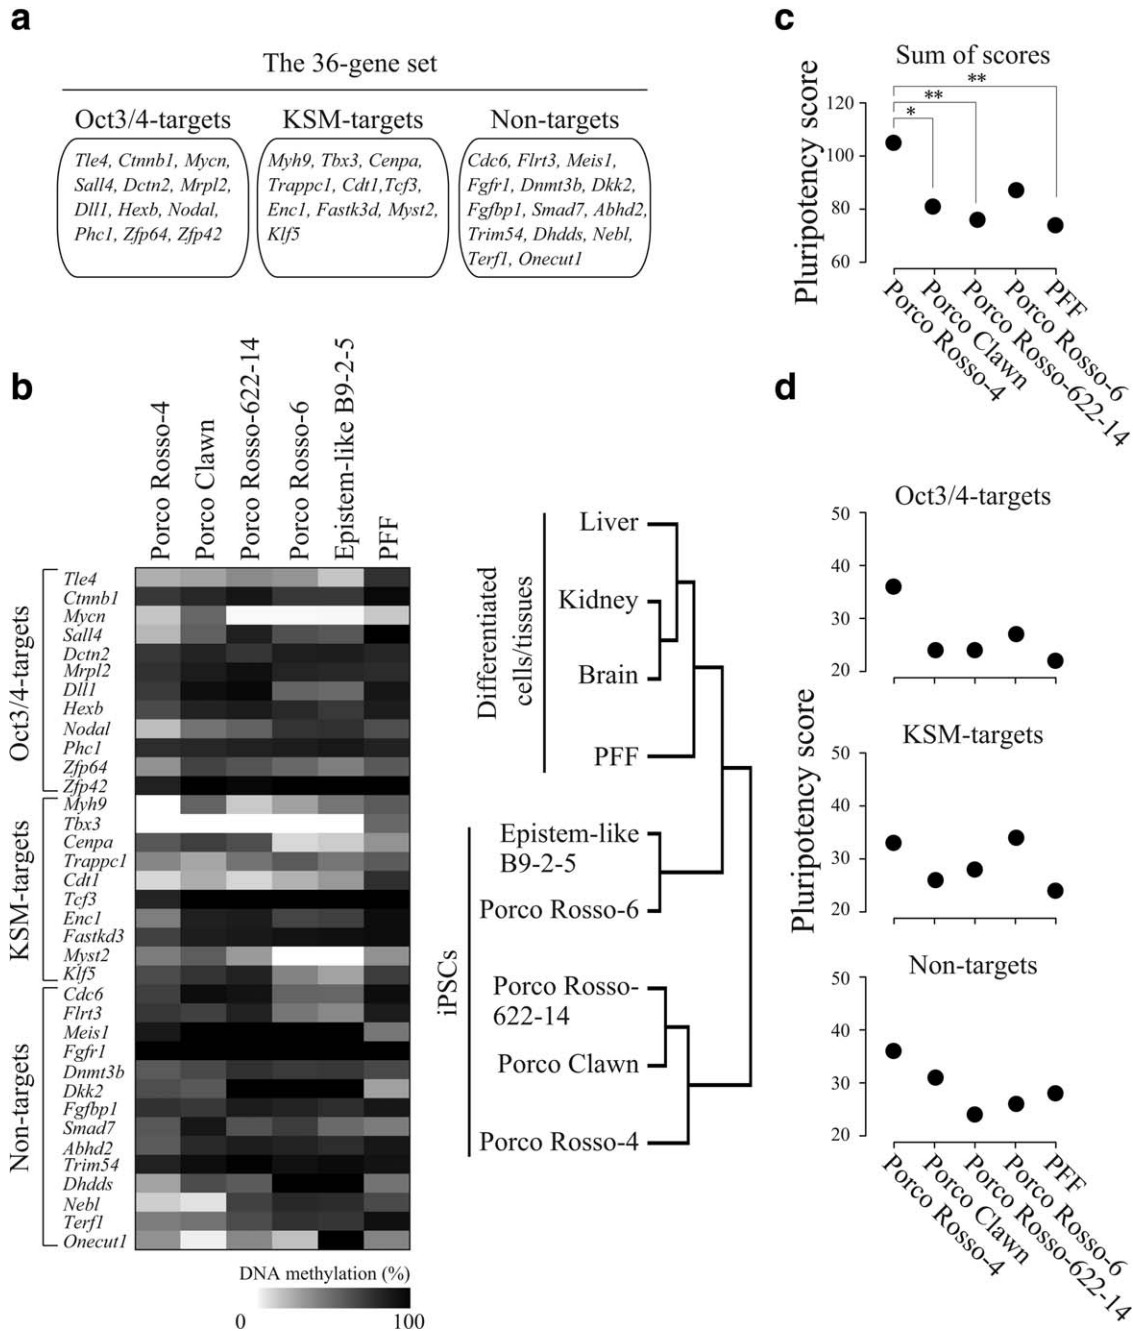 a
The 36-gene set
Oct3/4-targets
Tle4, Ctnnb1, Mycn,
Sall4, Dctn2, Mrpl2,
Dll1, Hexb, Nodal,
Phc1, Zfp64, Zfp42
KSM-targets
Myh9, Tbx3, Cenpa,
Trappc1, Cdt1,Tcf3,
Enc1, Fastk3d, Myst2,
Klf5
Non-targets
Cdc6, Flrt3, Meis1,
Fgfr1, Dnmt3b, Dkk2,
Fgfbp1, Smad7, Abhd2,
Trim54, Dhdds, Nebl,
Terf1, Onecut1
b
Porco Rosso-4
Porco Clawn
Porco Rosso-622-14
Porco Rosso-6
Epistem-like B9-2-5
PFF
Oct3/4-targets
Tle4
Ctnnb1
Mycn
Sall4
Dctn2
Mrpl2
Dll1
Hexb
Nodal
Phc1
Zfp64
Zfp42
KSM-targets
Myh9
Tbx3
Cenpa
Trappc1
Cdt1
Tcf3
Enc1
Fastkd3
Myst2
Klf5
Non-targets
Cdc6
Flrt3
Meis1
Fgfr1
Dnmt3b
Dkk2
Fgfbp1
Smad7
Abhd2
Trim54
Dhdds
Nebl
Terf1
Onecut1
DNA methylation (%)
0
100
Differentiated
cells/tissues
Liver
Kidney
Brain
PFF
iPSCs
Epistem-like
B9-2-5
Porco Rosso-6
Porco Rosso-
622-14
Porco Clawn
Porco Rosso-4
c
Sum of scores
**
**
*
Pluripotency score
120
100
80
60
Porco Rosso-4
Porco Clawn
Porco Rosso-622-14
Porco Rosso-6
PFF
d
Pluripotency score
Oct3/4-targets
50
40
30
20
KSM-targets
50
40
30
20
Non-targets
50
40
30
20
Porco Rosso-4
Porco Clawn
Porco Rosso-622-14
Porco Rosso-6
PFF